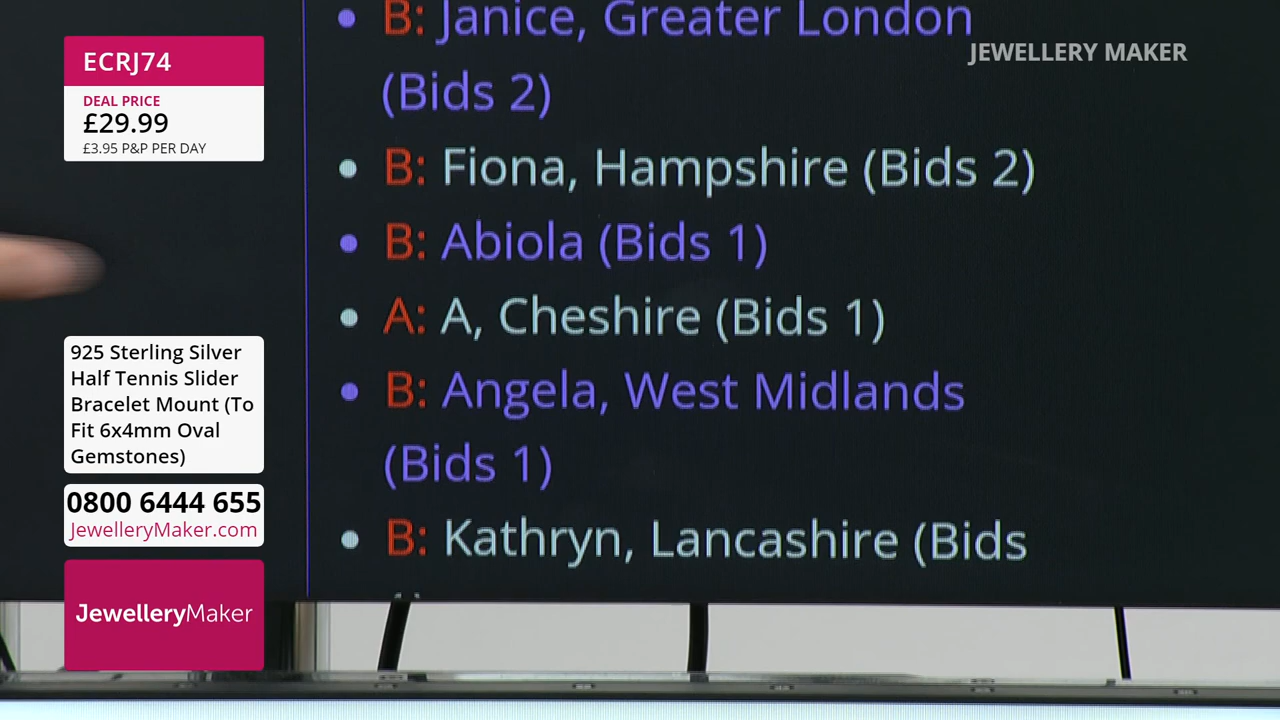 ECRJ74
DEAL PRICE
£29.99
£3.95 P&P PER DAY
925 Sterling Silver
Half Tennis Slider
Bracelet Mount (To
Fit 6x4mm Oval
Gemstones)
0800 6444 655
JewelleryMaker.com
JewelleryMaker
JEWELLERY MAKER
• B: Janice, Greater London
(Bids 2)
• B: Fiona, Hampshire (Bids 2)
• B: Abiola (Bids 1)
• A: A, Cheshire (Bids 1)
• B: Angela, West Midlands
(Bids 1)
• B: Kathryn, Lancashire (Bids